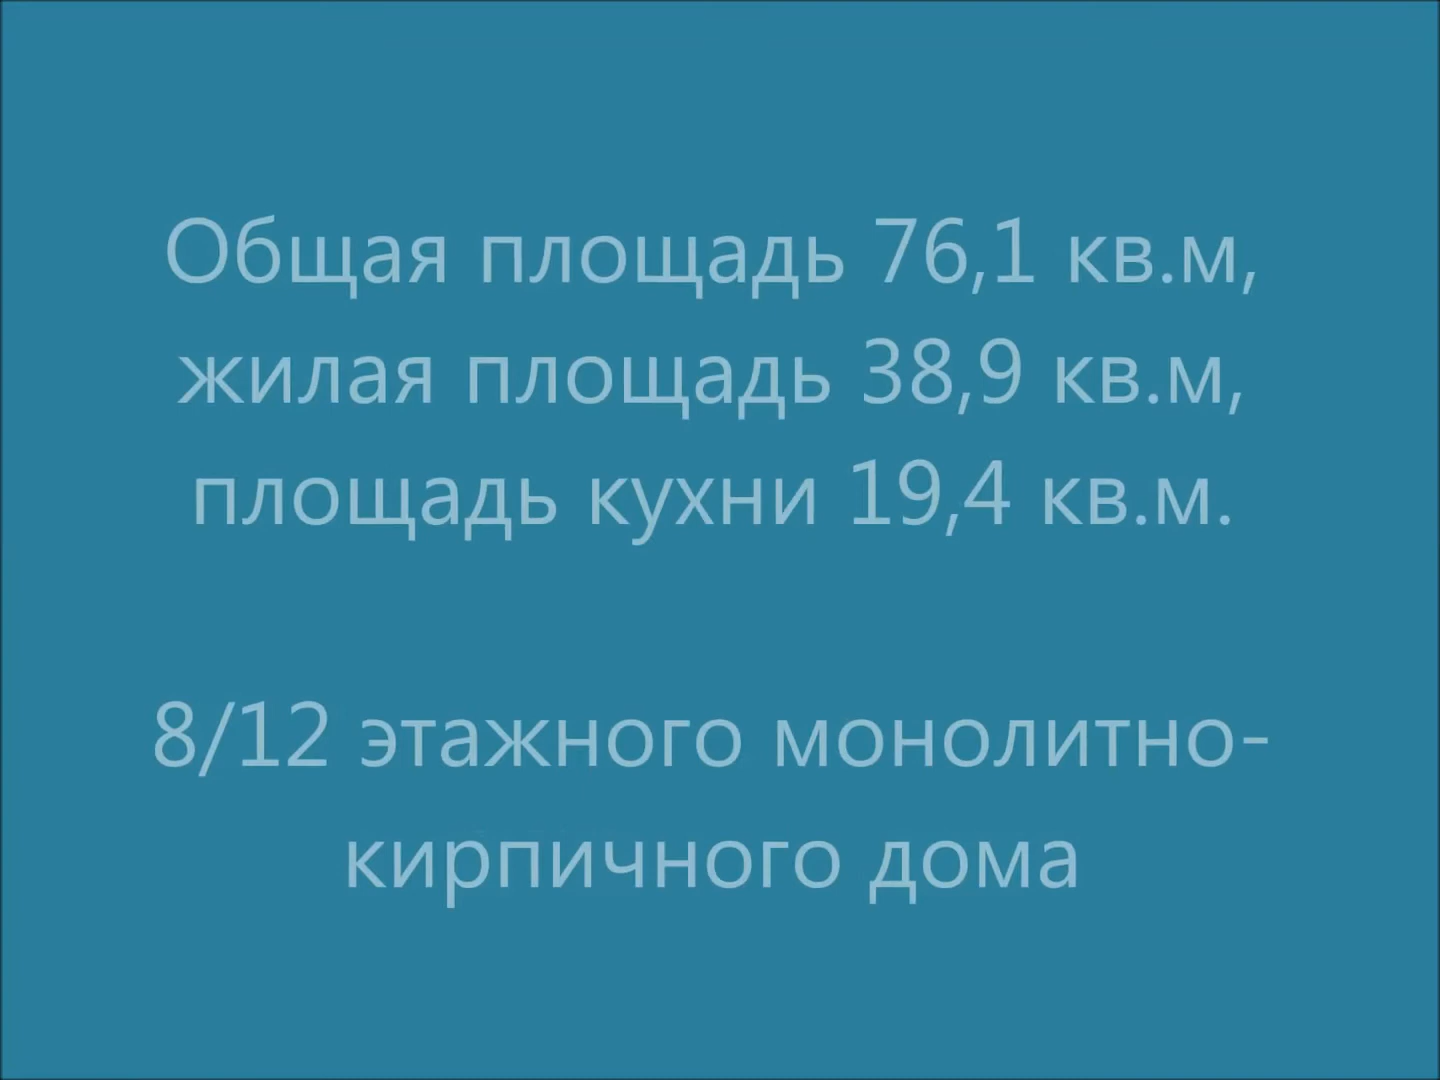 Общая площадь 76,1 кв.м,
жилая площадь 38,9 кв.м,
площадь кухни 19,4 кв.м.
8/12 этажного монолитно-
кирпичного дома